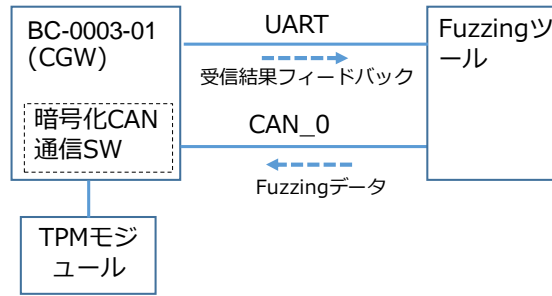 BC-0003-01
(CGW)
暗号化CAN
通信SW
TPMモジ
ュール
UART
受信結果フィードバック
CAN_0
Fuzzingデータ
Fuzzingツ
ール